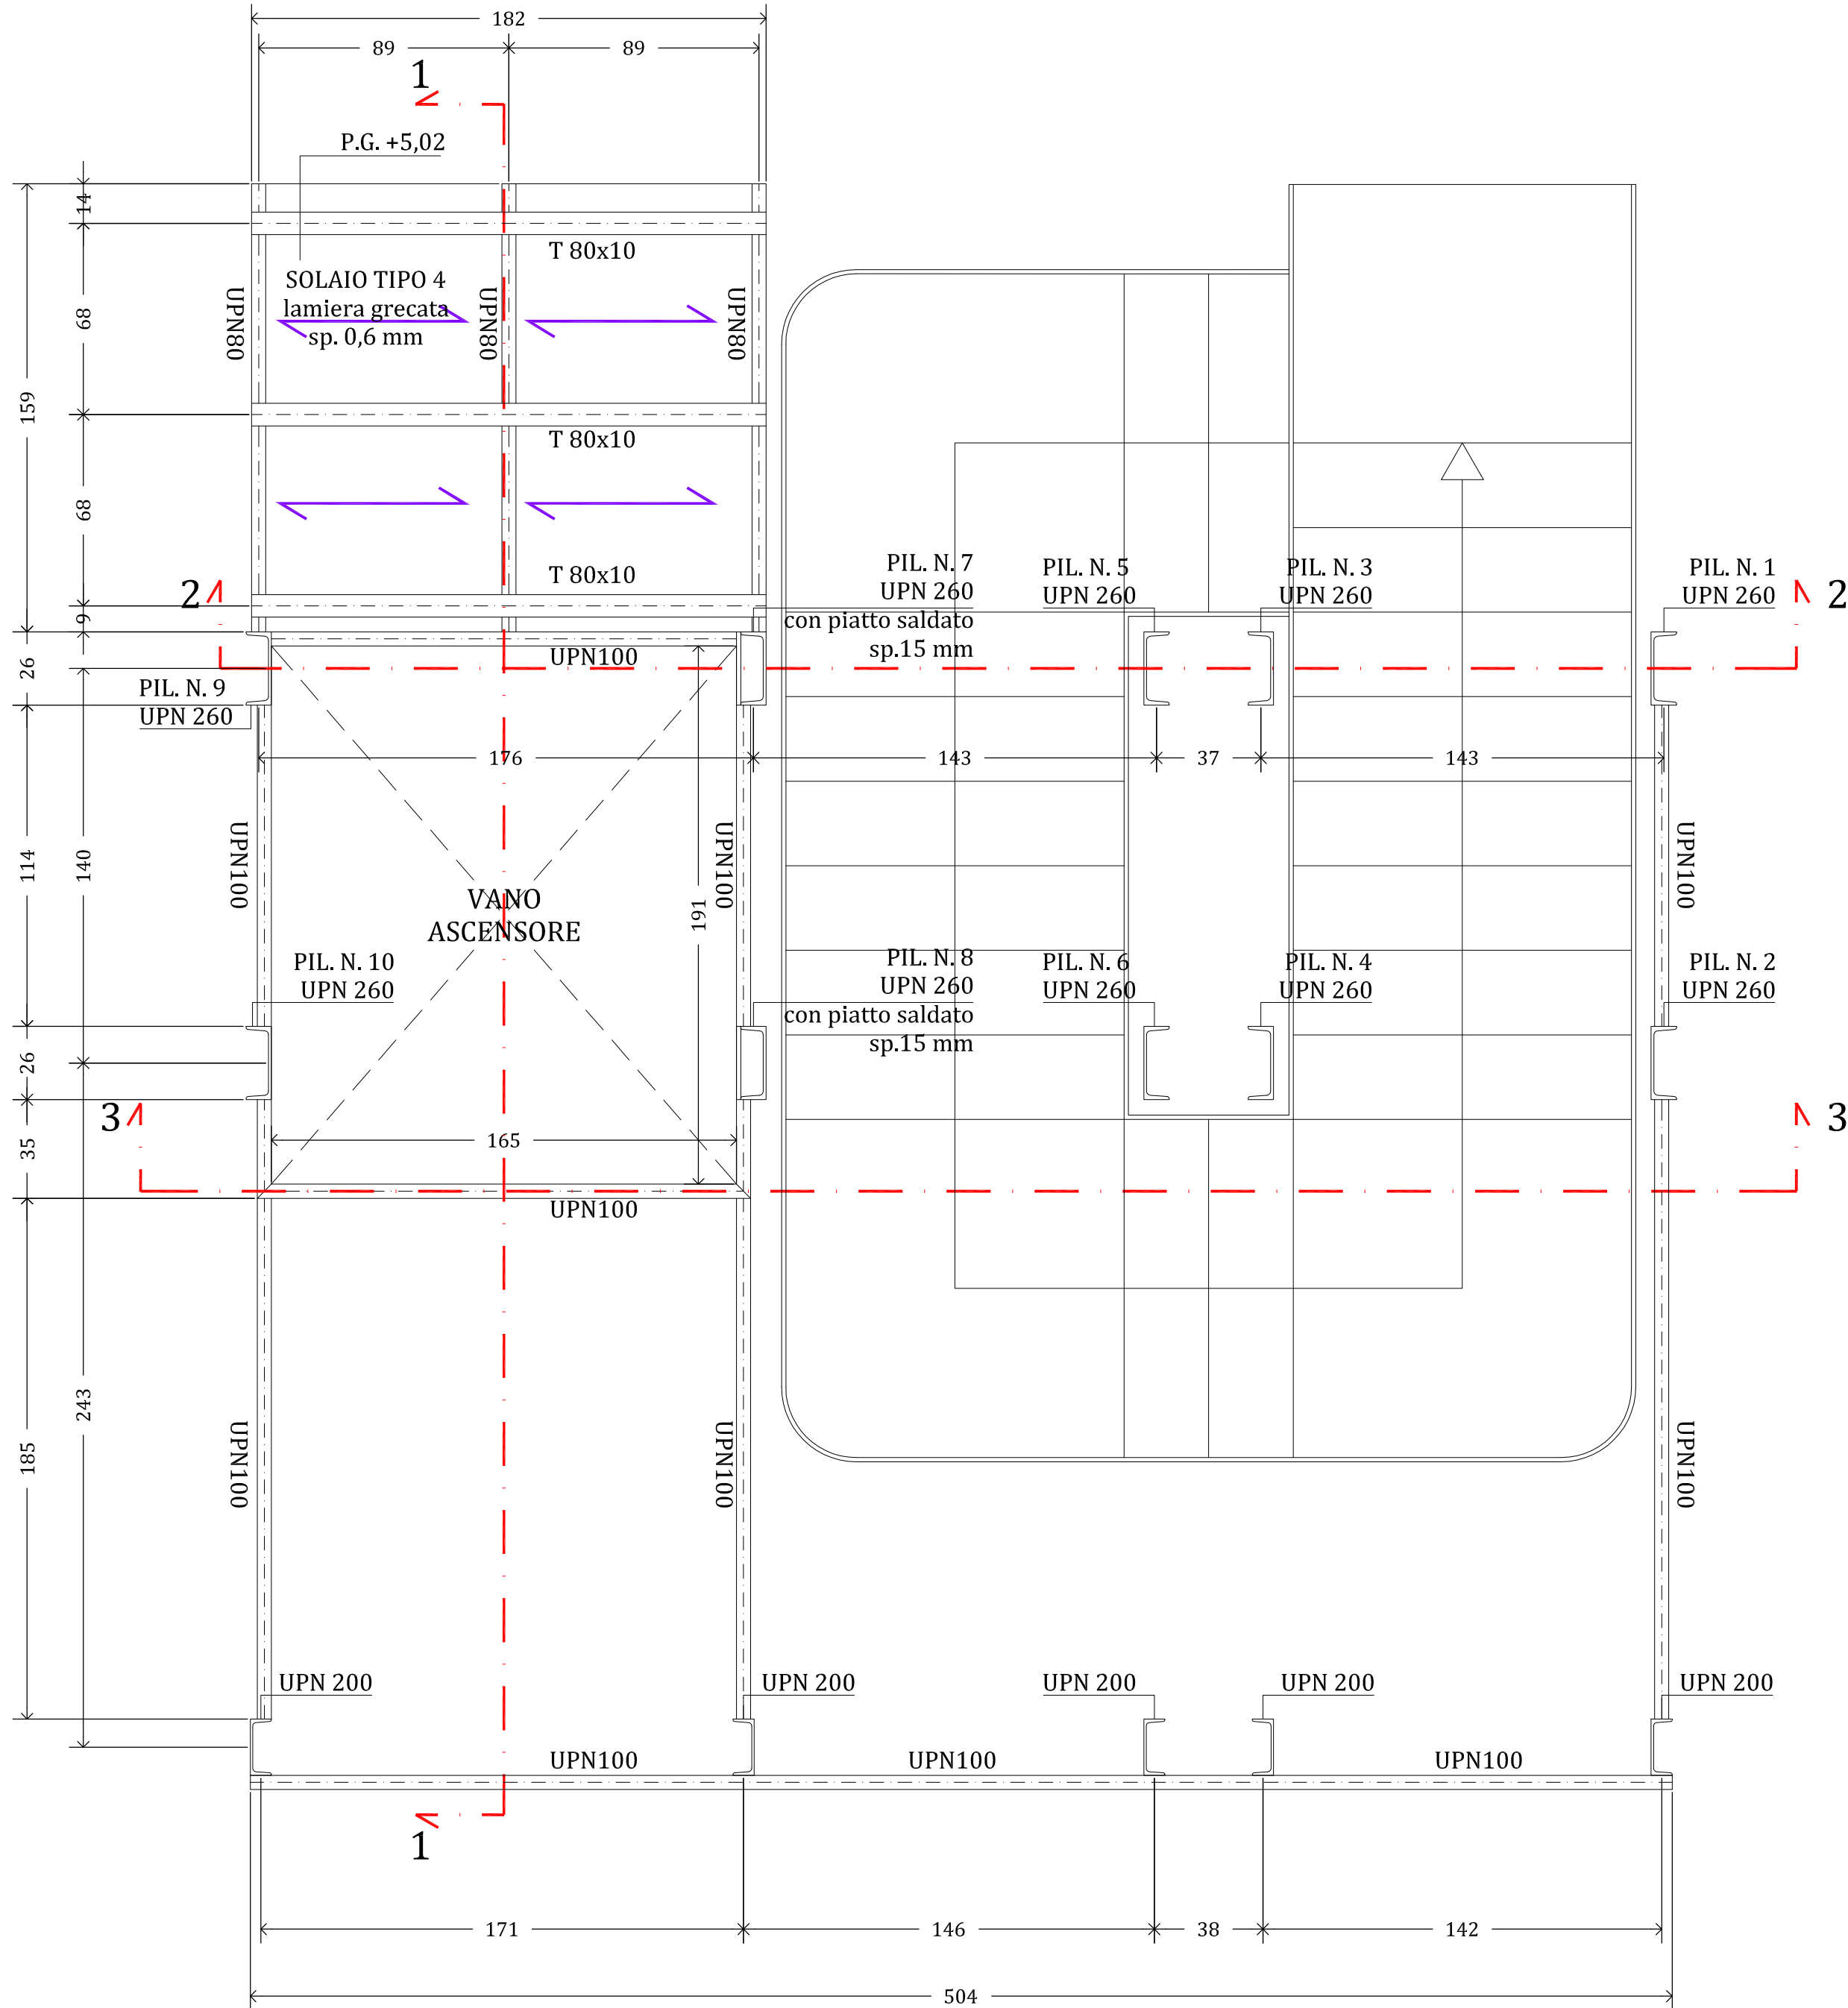 182
89
89
1
P.G. +5,02
14
T 80x10
SOLAIO TIPO 4
lamiera grecata
sp. 0,6 mm
UPN80
UPN80
UPN80
68
159
T 80x10
68
T 80x10
9
2
2
PIL. N. 7
UPN 260
con piatto saldato
sp.15 mm
PIL. N. 5
UPN 260
PIL. N. 3
UPN 260
PIL. N. 1
UPN 260
26
UPN100
PIL. N. 9
UPN 260
176
143
37
143
114
140
UPN100
UPN100
UPN100
VANO
ASCENSORE
191
PIL. N. 10
UPN 260
PIL. N. 8
UPN 260
con piatto saldato
sp.15 mm
PIL. N. 6
UPN 260
PIL. N. 4
UPN 260
PIL. N. 2
UPN 260
26
3
3
35
165
UPN100
243
185
UPN100
UPN100
UPN100
UPN 200
UPN 200
UPN 200
UPN 200
UPN 200
UPN100
UPN100
UPN100
1
171
146
38
142
504